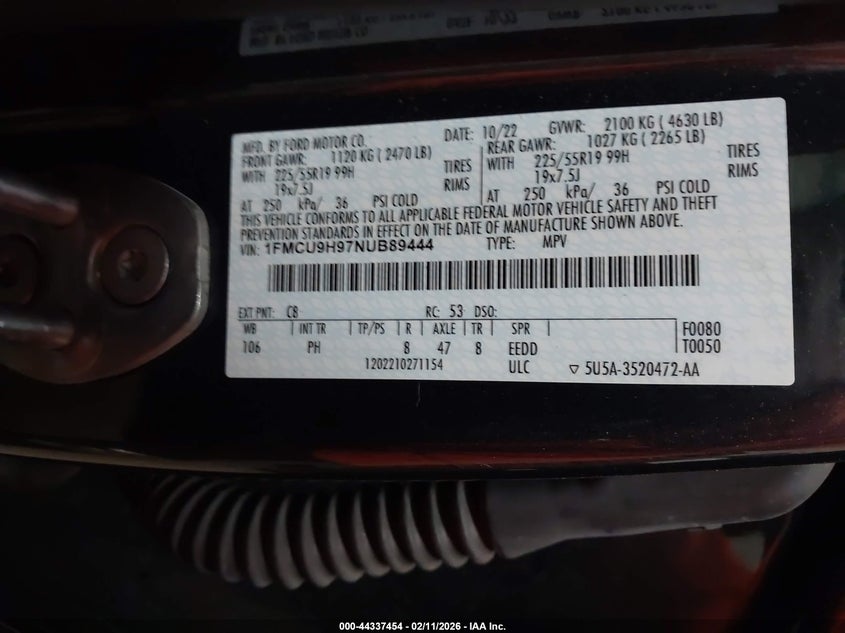 MFD. BY FORD MOTOR CO.
DATE: 10/22 GVWR: 2100 KG ( 4630 LB)
FRONT GAWR: 1120 KG ( 2470 LB) REAR GAWR: 1027 KG ( 2265 LB)
WITH 225/55R19 99H TIRES WITH 225/55R19 99H TIRES
19x7.5J RIMS 19x7.5J RIMS
AT 250 kPa/ 36 PSI COLD AT 250 kPa/ 36 PSI COLD
THIS VEHICLE CONFORMS TO ALL APPLICABLE FEDERAL MOTOR VEHICLE SAFETY AND THEFT
PREVENTION STANDARDS IN EFFECT ON THE DATE OF MANUFACTURE SHOWN ABOVE.
VIN: 1FMCU9H97NUB89444 TYPE: MPV
EXT PNT: C8 RC: 53 DSO:
WB INT TR TP/PS R AXLE TR SPR F0080
106 PH 8 47 8 EEDD T0050
1202210271154 ULC 5U5A-3520472-AA
000-44337454 - 02/11/2026 - IAA Inc.